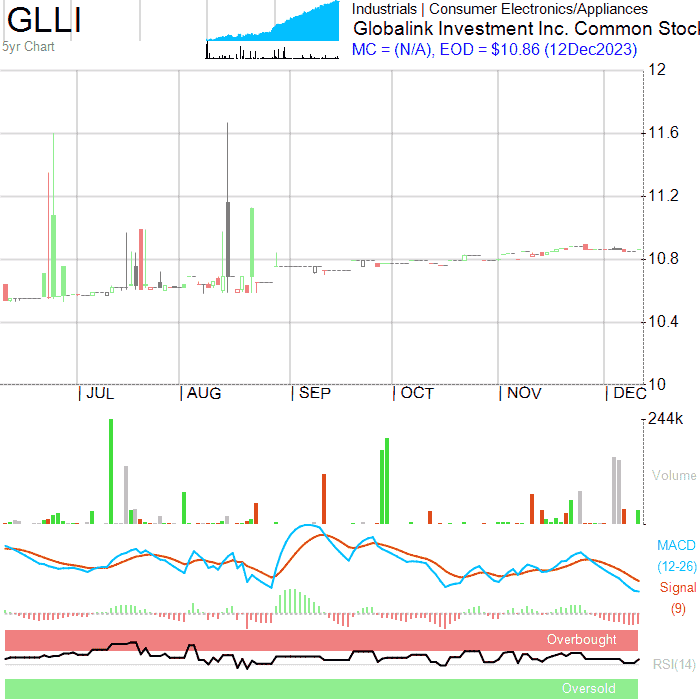 GLLI
5yr Chart
Industrials | Consumer Electronics/Appliances
Globalink Investment Inc. Common Stoc
MC = (N/A), EOD = $10.86 (12Dec2023)
12
11.6
11.2
10.8
10.4
10
| JUL | AUG | SEP | OCT | NOV | DEC
244k
Volume
MACD
(12-26)
Signal
(9)
Overbought
RSI(14)
Oversold